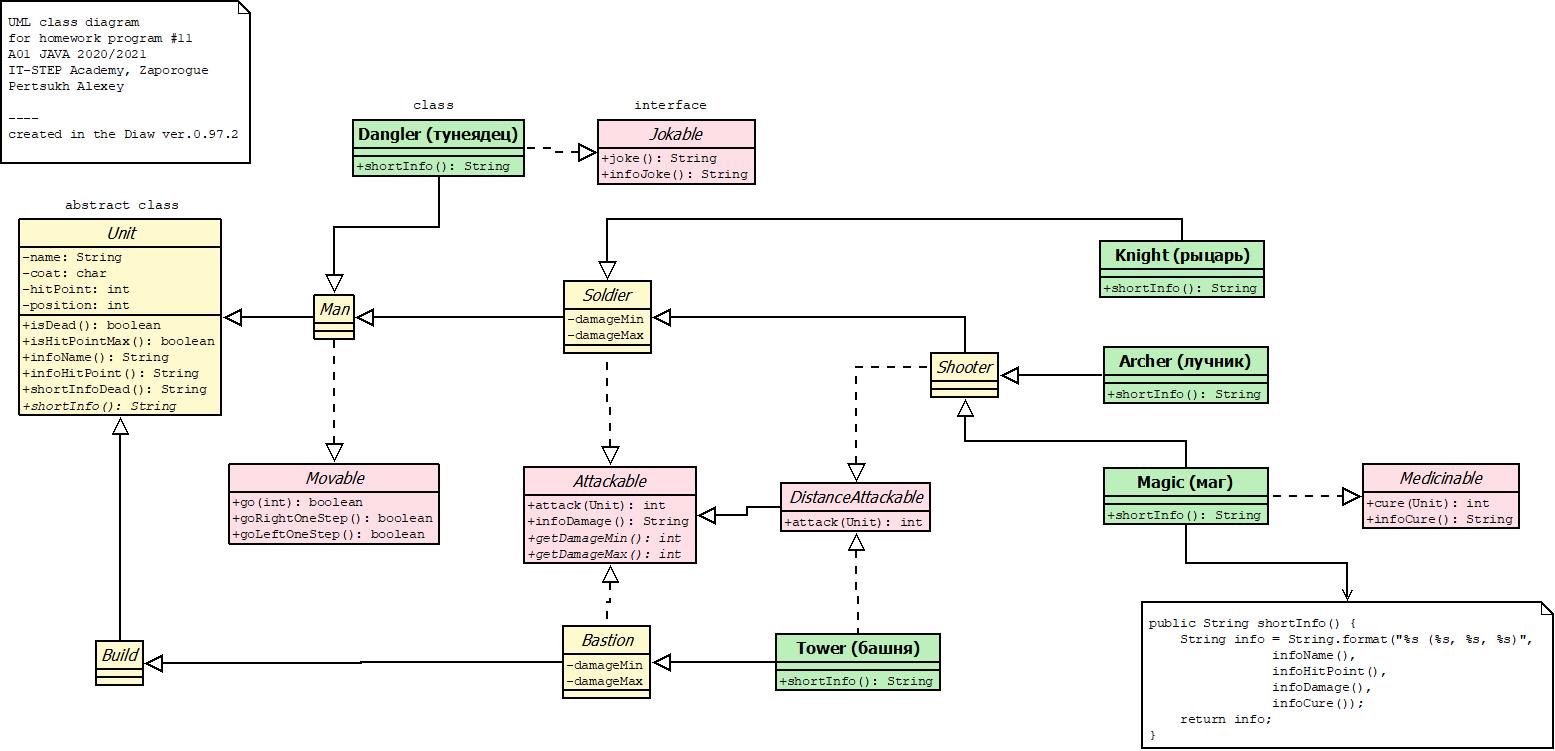 UML class diagram
for homework program #11
A01 JAVA 2020/2021
IT-STEP Academy, Zaporogue
Pertsukh Alexey
----
created in the Diaw ver.0.97.2
class
Dangler (тунеядец)
+shortInfo(): String
interface
Jokable
+joke(): String
+infoJoke(): String
abstract class
Unit
-name: String
-coat: char
-hitPoint: int
-position: int
+isDead(): boolean
+isHitPointMax(): boolean
+infoName(): String
+infoHitPoint(): String
+shortInfoDead(): String
+shortInfo(): String
Man
Soldier
-damageMin
-damageMax
Knight (рыцарь)
+shortInfo(): String
Shooter
Archer (лучник)
+shortInfo(): String
Movable
+go(int): boolean
+goRightOneStep(): boolean
+goLeftOneStep(): boolean
Attackable
+attack(Unit): int
+infoDamage(): String
+getDamageMin(): int
+getDamageMax(): int
DistanceAttackable
+attack(Unit): int
Magic (маг)
+shortInfo(): String
Medicinable
+cure(Unit): int
+infoCure(): String
Build
Bastion
-damageMin
-damageMax
Tower (башня)
+shortInfo(): String
public String shortInfo() {
    String info = String.format("%s (%s, %s, %s)",
                infoName(),
                infoHitPoint(),
                infoDamage(),
                infoCure());
    return info;
}